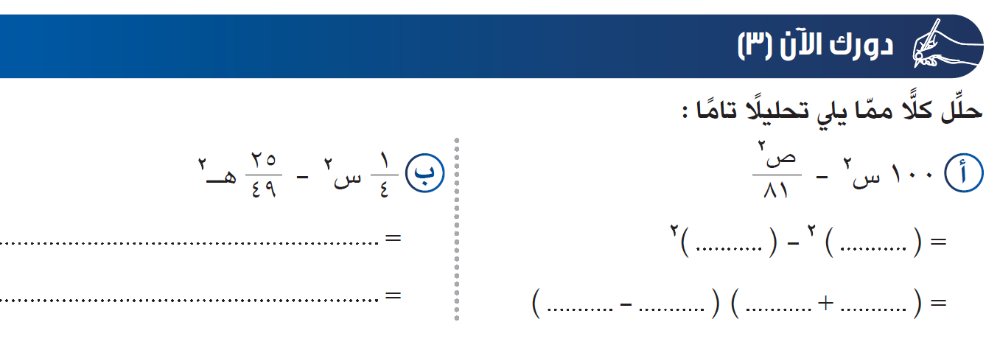 دورك الآن (٣)
حلِّل كلًّا ممّا يلي تحليلًا تامًا :
أ ١٠٠ س٢ – ص٢/٨١
= ( ........... )٢ – ( ........... )٢
= ( ........... + ........... ) ( ........... – ........... )
ب ١/٤ س٢ – ٢٥/٤٩ هـ٢
= ................................................................
= ................................................................